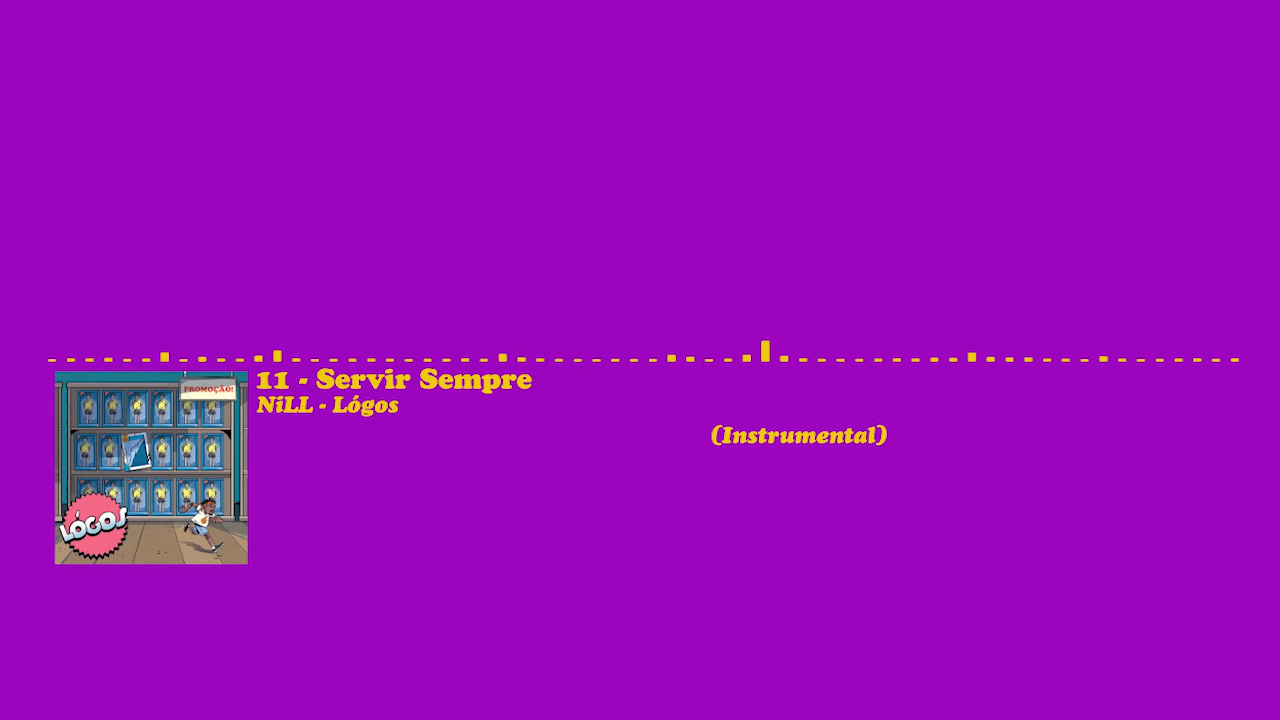 11 - Servir Sempre
NiLL - Lógos
(Instrumental)
PROMOÇÃO!
LÓGOS